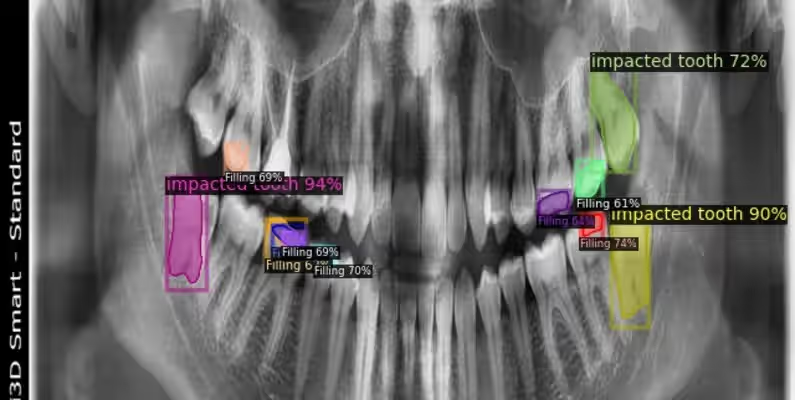 impacted tooth 72%
Filling 69%
impacted tooth 94%
Filling 61%
impacted tooth 90%
Filling 64%
Filling 74%
Filling 69%
Filling 70%
i3D Smart - Standard